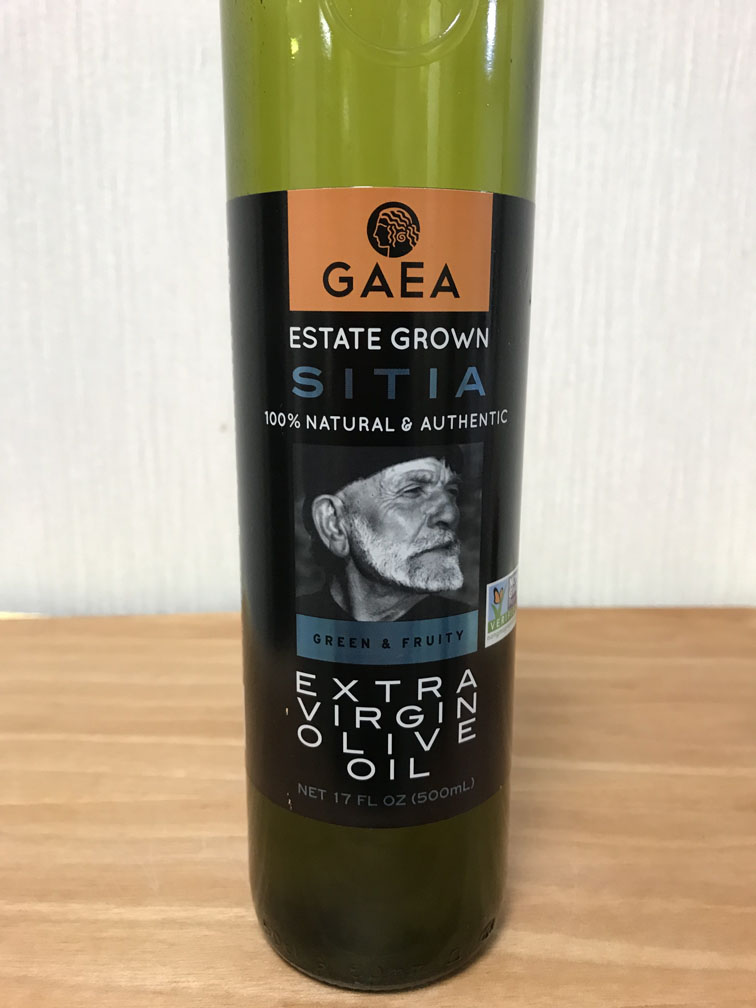 GAEA
ESTATE GROWN
SITIA
100% NATURAL & AUTHENTIC
GREEN & FRUITY
EXTRA
VIRGIN
OLIVE
OIL
NET 17 FL OZ (500mL)